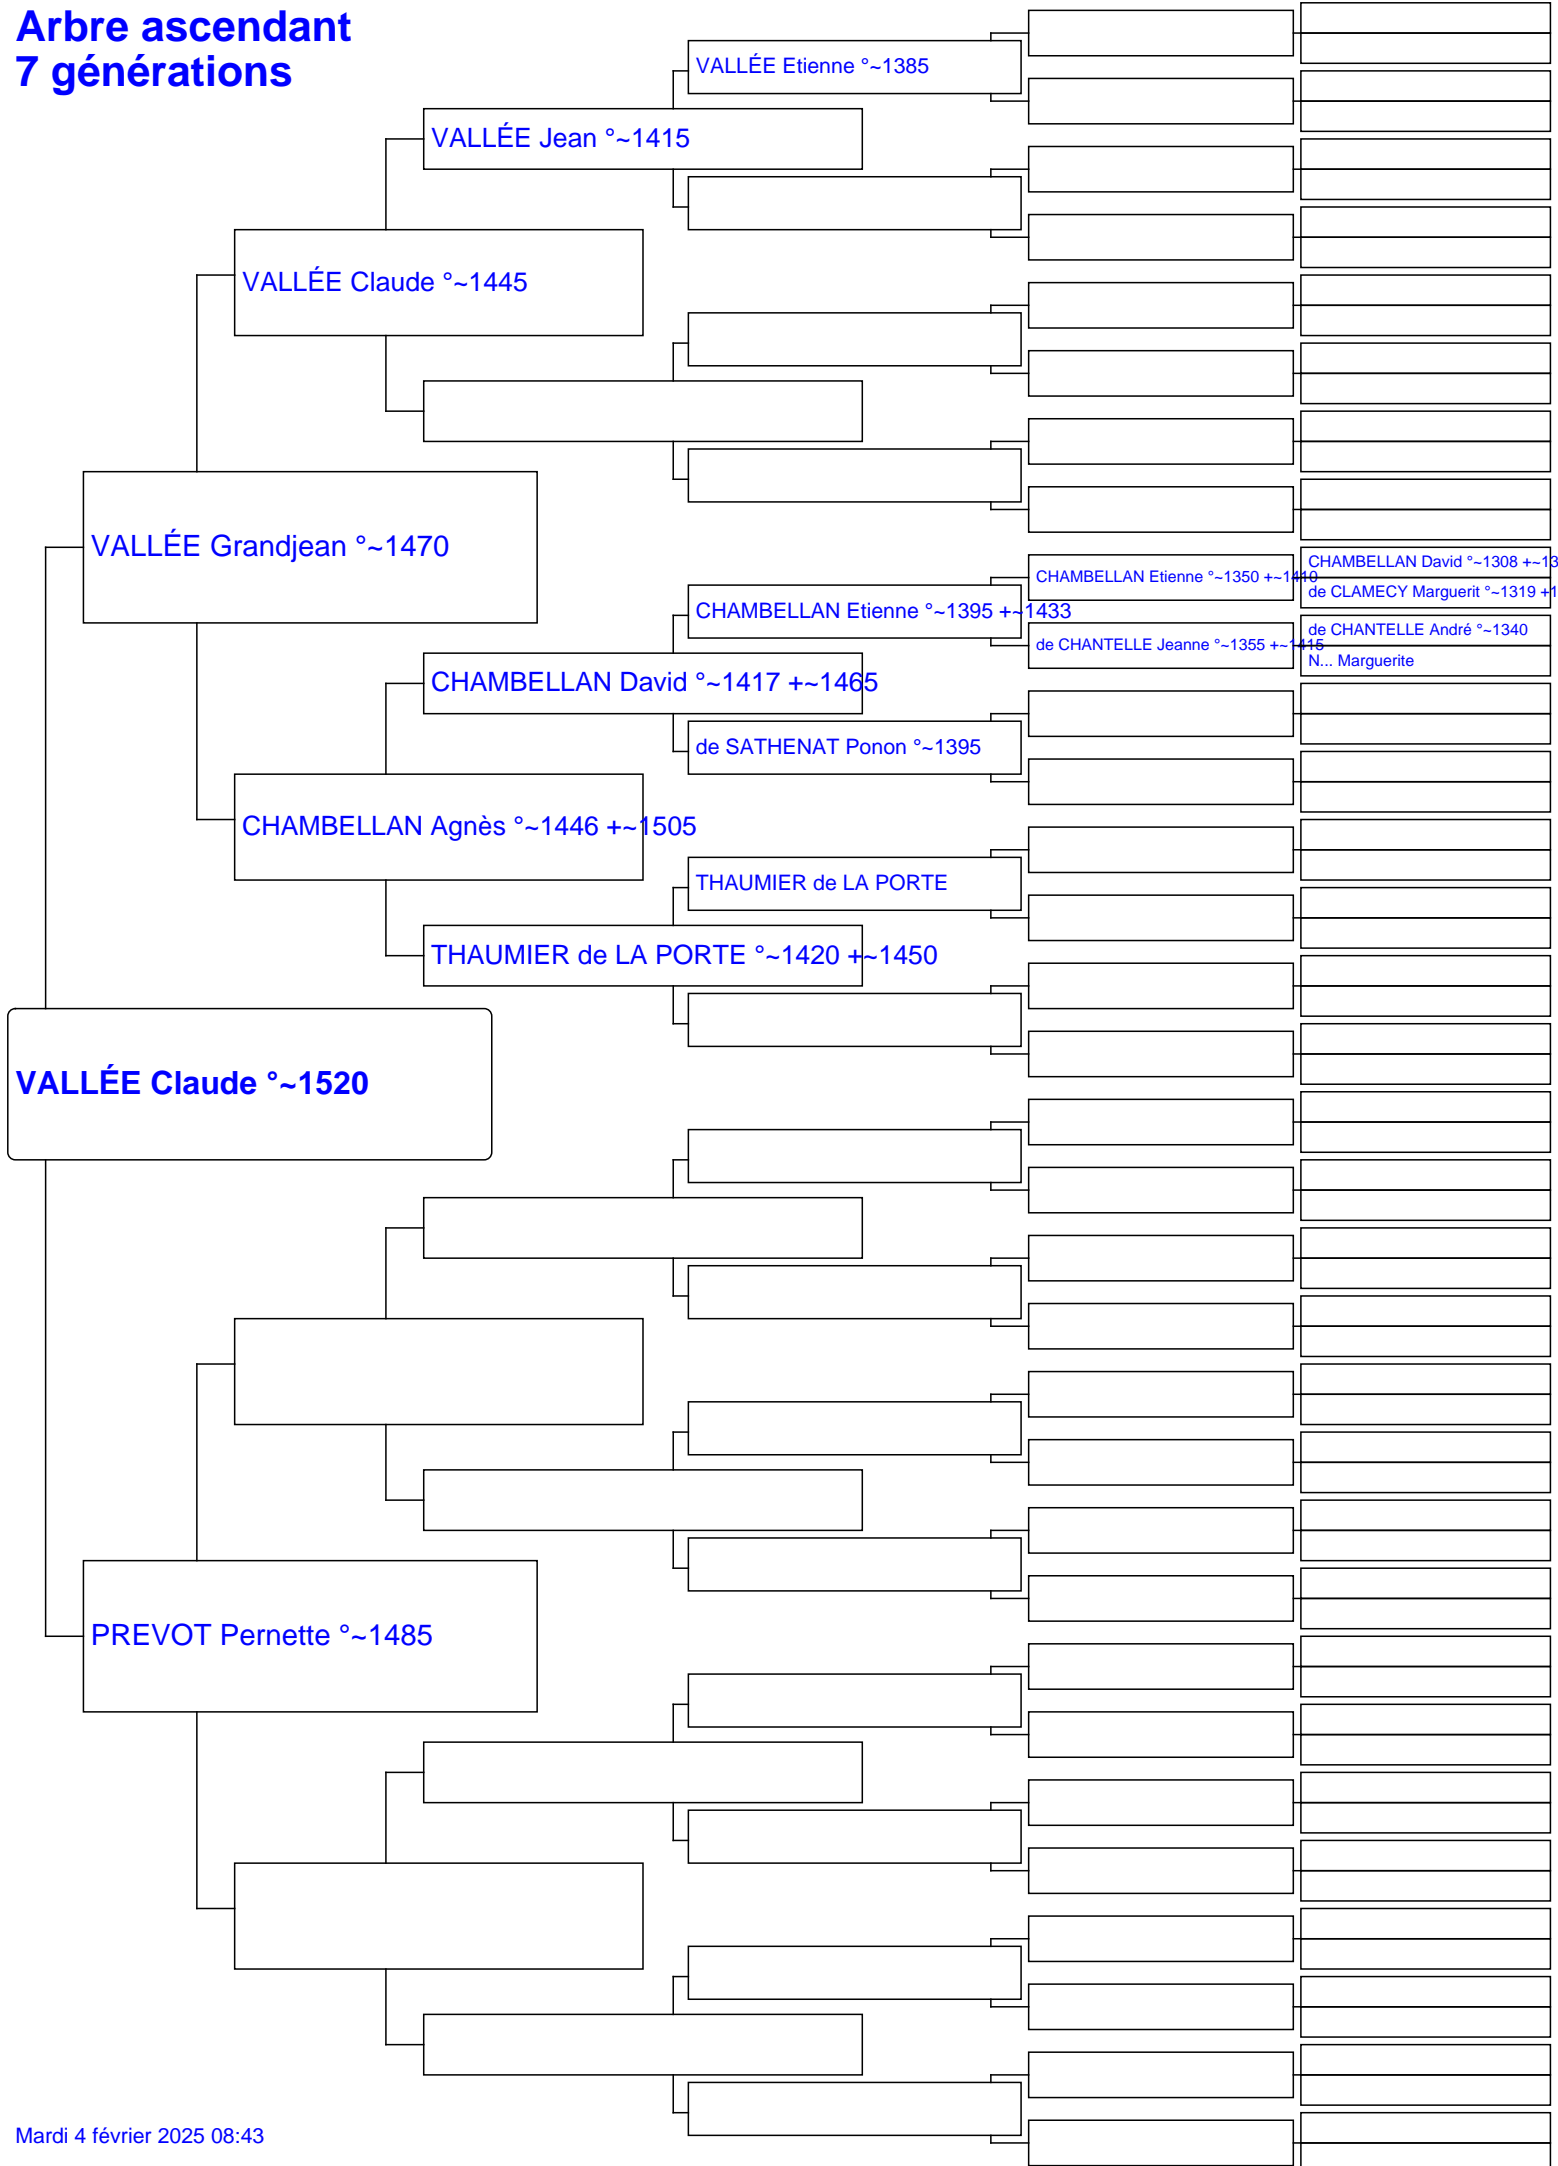 Arbre ascendant
7 générations
VALLÉE Etienne °~1385
VALLÉE Jean °~1415
VALLÉE Claude °~1445
VALLÉE Grandjean °~1470
CHAMBELLAN David °~1308 +~13
CHAMBELLAN Etienne °~1350 +~1410
de CLAMECY Marguerit °~1319 +1
CHAMBELLAN Etienne °~1395 +~1433
de CHANTELLE André °~1340
de CHANTELLE Jeanne °~1355 +~1415
N... Marguerite
CHAMBELLAN David °~1417 +~1465
de SATHENAT Ponon °~1395
CHAMBELLAN Agnès °~1446 +~1505
THAUMIER de LA PORTE
THAUMIER de LA PORTE °~1420 +~1450
VALLÉE Claude °~1520
PREVOT Pernette °~1485
Mardi 4 février 2025 08:43